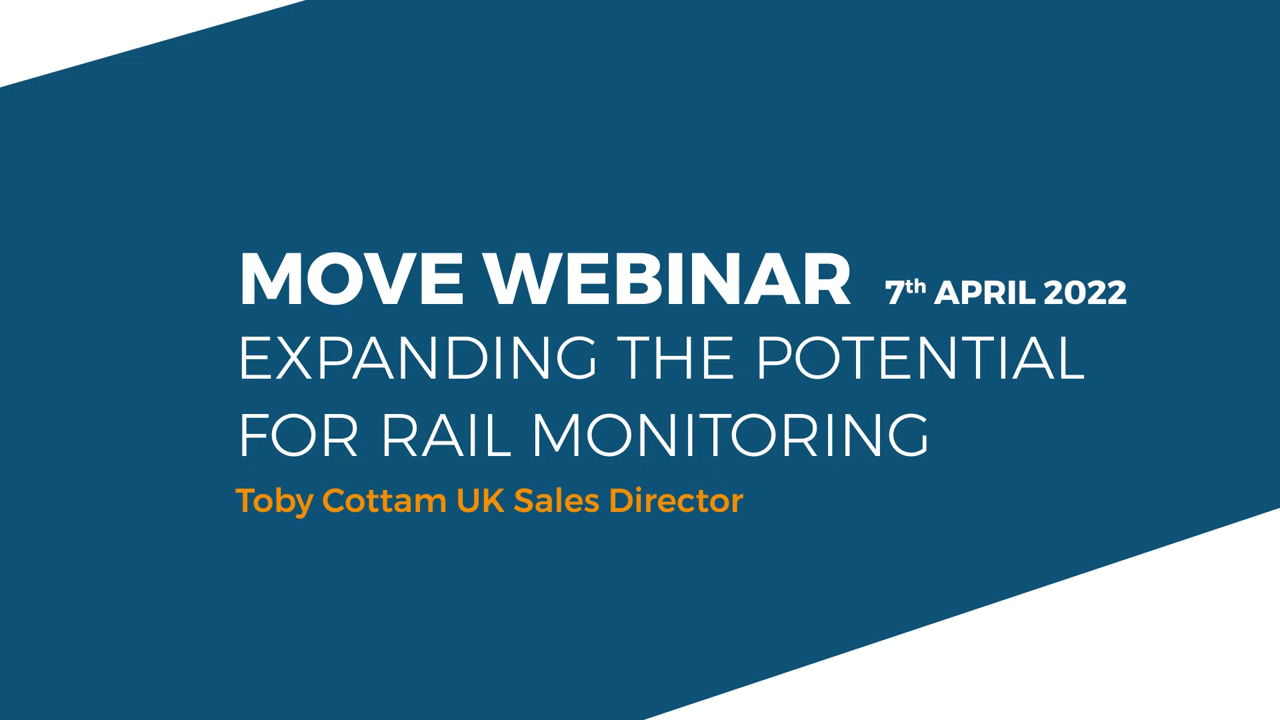 MOVE WEBINAR 7th APRIL 2022
EXPANDING THE POTENTIAL
FOR RAIL MONITORING
Toby Cottam UK Sales Director